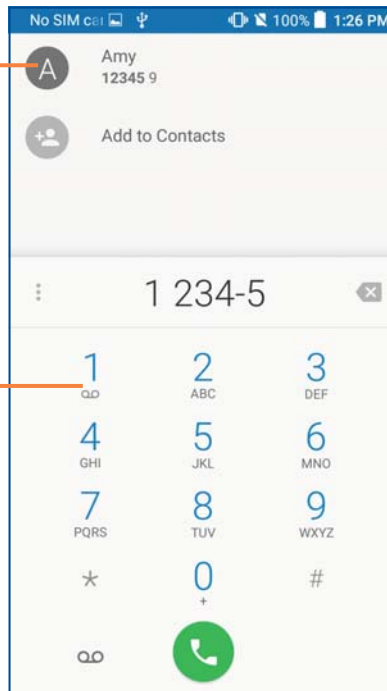 No SIM car 100% 1:26 PM
Amy
12345 9
Add to Contacts
1 234-5
1 2 3
ABC DEF
4 5 6
GHI JKL MNO
7 8 9
PQRS TUV WXYZ
* 0 #
+
A